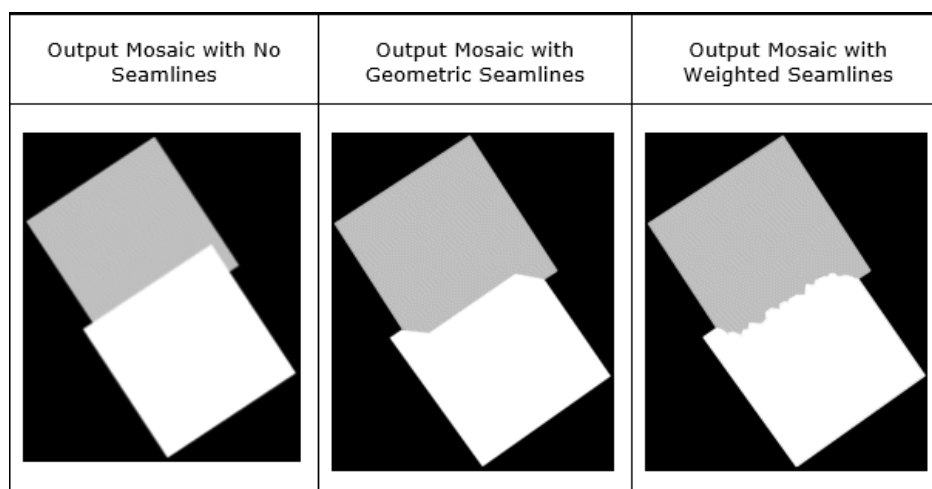 Output Mosaic with No
Seamlines
Output Mosaic with
Geometric Seamlines
Output Mosaic with
Weighted Seamlines